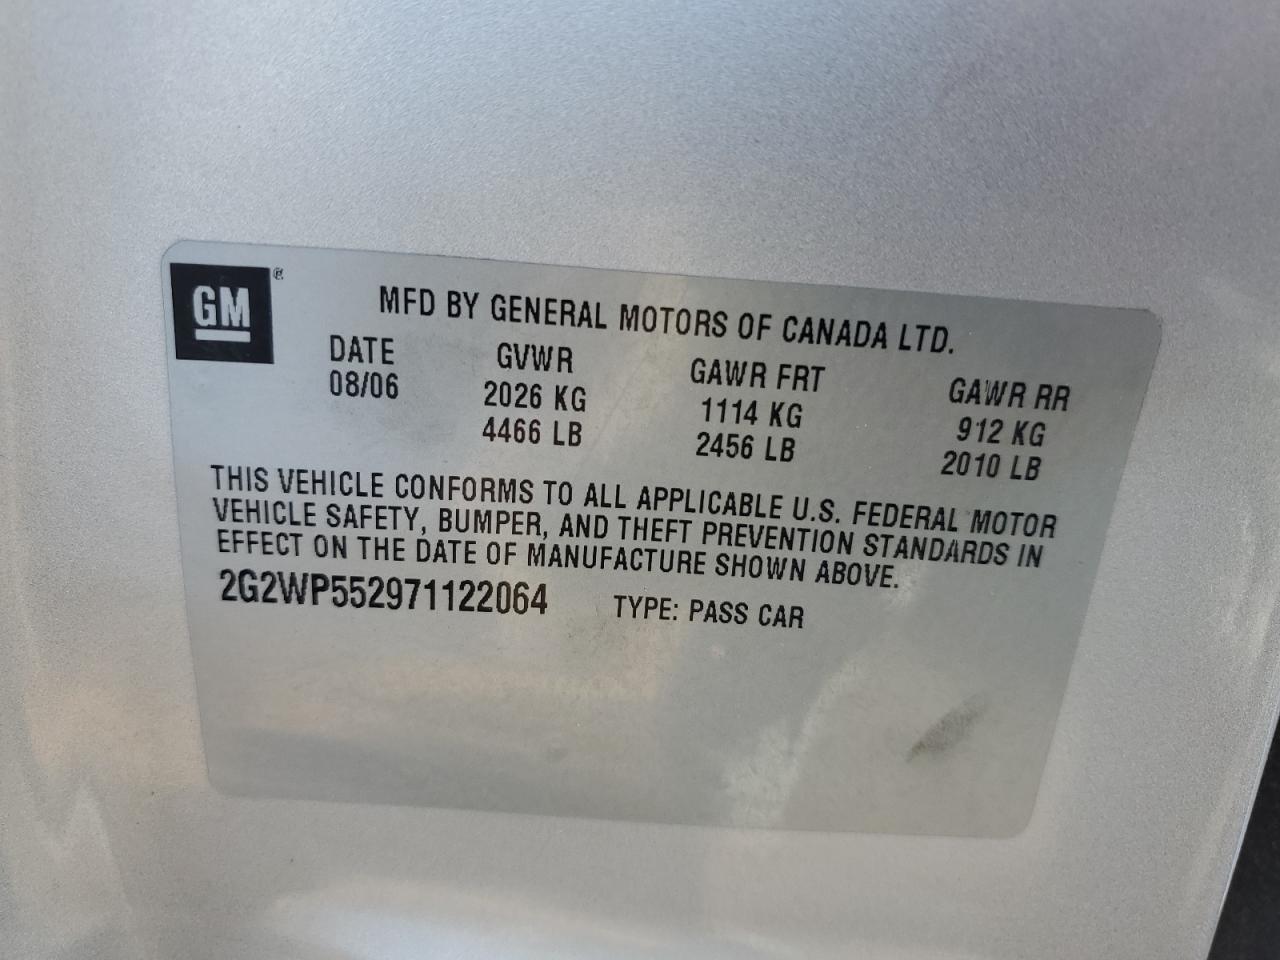 GM ®
MFD BY GENERAL MOTORS OF CANADA LTD.
DATE GVWR GAWR FRT GAWR RR
08/06 2026 KG 1114 KG 912 KG
4466 LB 2456 LB 2010 LB
THIS VEHICLE CONFORMS TO ALL APPLICABLE U.S. FEDERAL MOTOR
VEHICLE SAFETY, BUMPER, AND THEFT PREVENTION STANDARDS IN
EFFECT ON THE DATE OF MANUFACTURE SHOWN ABOVE.
2G2WP552971122064 TYPE: PASS CAR